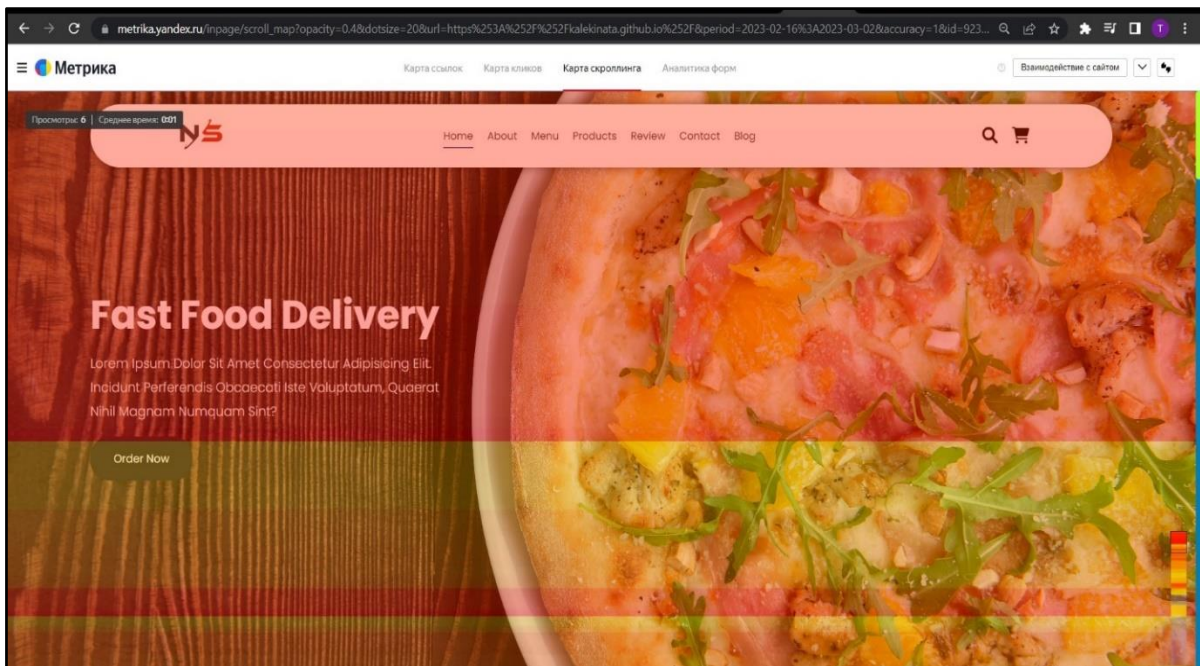 metrika.yandex.ru/inpage/scroll_map?opacity=0.4&dotsize=20&url=https%253A%252F%252Fkalekinata.github.io%252F&period=2023-02-16%3A2023-03-02&accuracy=1&id=923... T
Метрика Карта ссылок Карта кликов Карта скроллинга Аналитика форм Взаимодействие с сайтом
Просмотры: 6 | Среднее время: 0:01
NS Home About Menu Products Review Contact Blog
Fast Food Delivery
Lorem Ipsum Dolor Sit Amet Consectetur Adipisicing Elit.
Incidunt Perferendis Obcaecati Iste Voluptatum, Quaerat
Nihil Magnam Numquam Sint?
Order Now